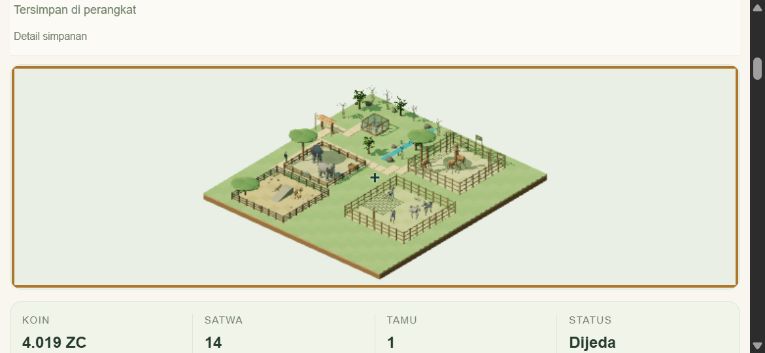 Tersimpan di perangkat
Detail simpanan
KOIN
4.019 ZC
SATWA
14
TAMU
1
STATUS
Dijeda